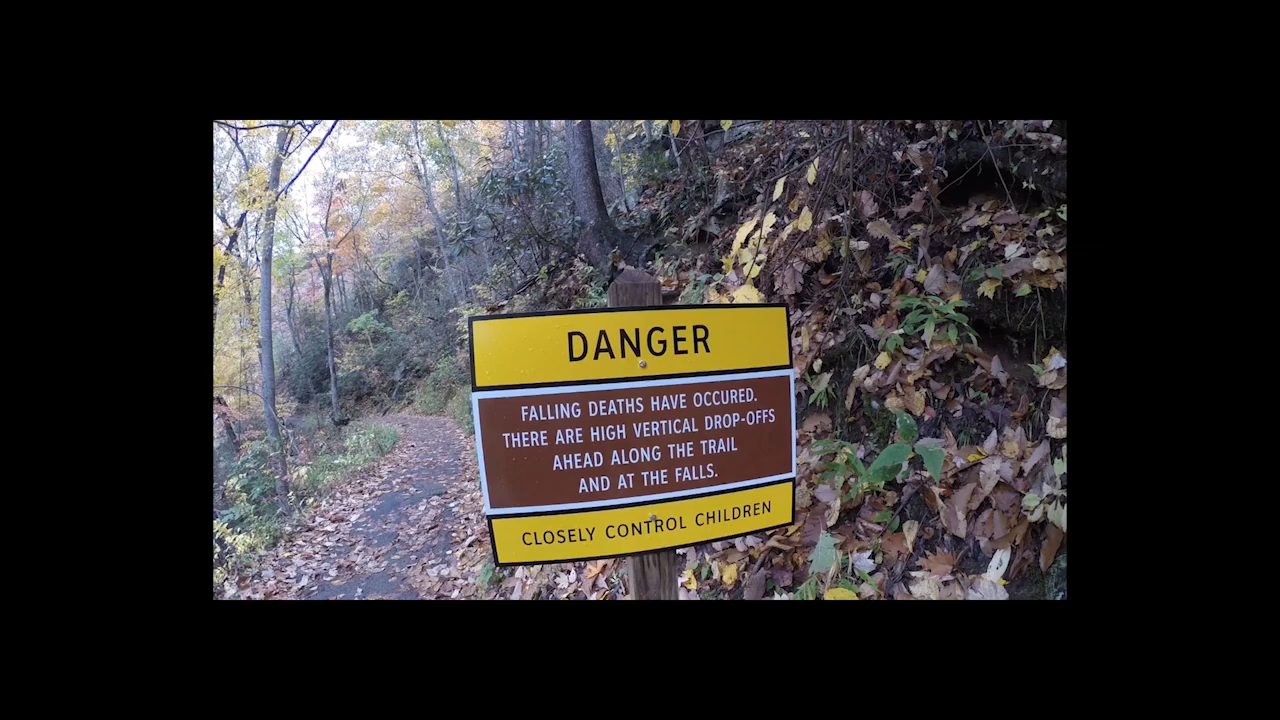 DANGER
FALLING DEATHS HAVE OCCURED.
THERE ARE HIGH VERTICAL DROP-OFFS
AHEAD ALONG THE TRAIL
AND AT THE FALLS.
CLOSELY CONTROL CHILDREN